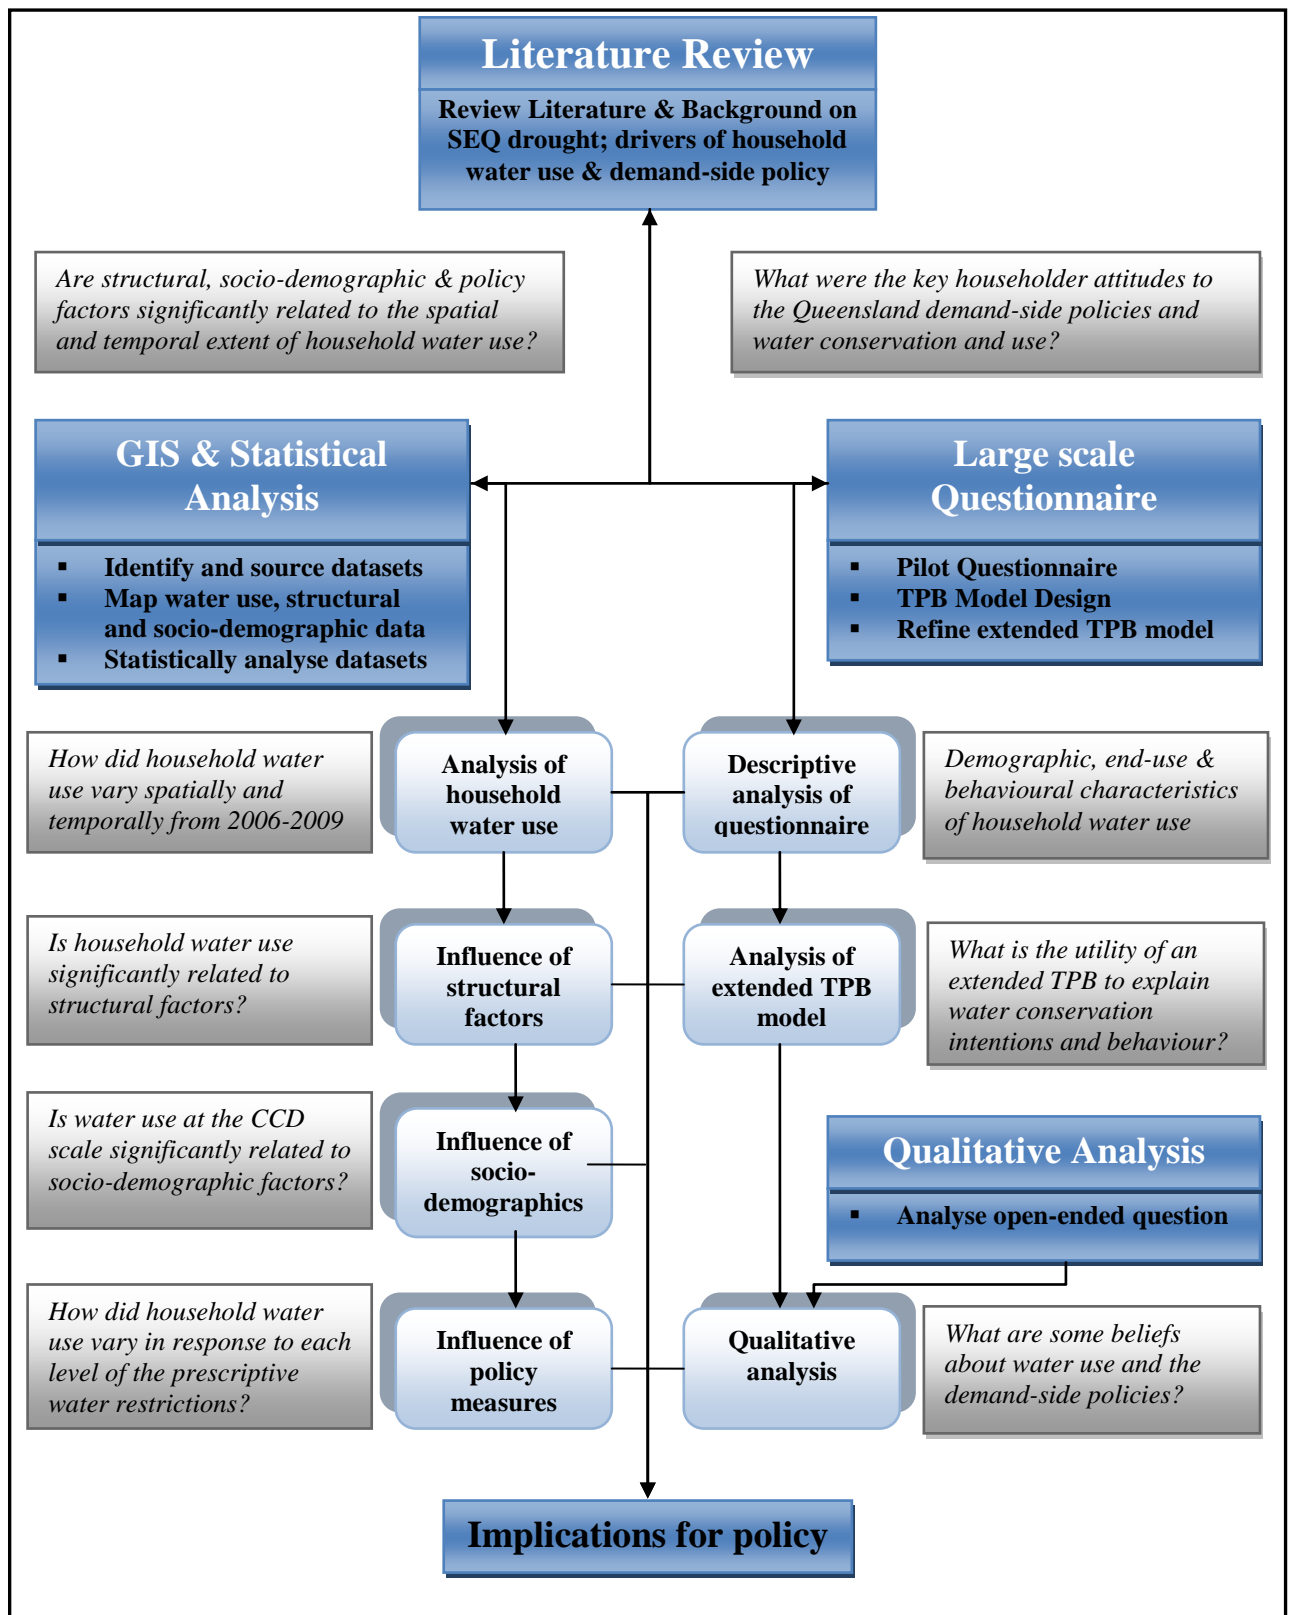 Literature Review
Review Literature & Background on
SEQ drought; drivers of household
water use & demand-side policy
Are structural, socio-demographic & policy
factors significantly related to the spatial
and temporal extent of household water use?
What were the key householder attitudes to
the Queensland demand-side policies and
water conservation and use?
GIS & Statistical
Analysis
▪ Identify and source datasets
▪ Map water use, structural
and socio-demographic data
▪ Statistically analyse datasets
Large scale
Questionnaire
▪ Pilot Questionnaire
▪ TPB Model Design
▪ Refine extended TPB model
How did household water
use vary spatially and
temporally from 2006-2009
Analysis of
household
water use
Descriptive
analysis of
questionnaire
Demographic, end-use &
behavioural characteristics
of household water use
Is household water use
significantly related to
structural factors?
Influence of
structural
factors
Analysis of
extended TPB
model
What is the utility of an
extended TPB to explain
water conservation
intentions and behaviour?
Is water use at the CCD
scale significantly related to
socio-demographic factors?
Influence of
socio-
demographics
Qualitative Analysis
▪ Analyse open-ended question
How did household water
use vary in response to each
level of the prescriptive
water restrictions?
Influence of
policy
measures
Qualitative
analysis
What are some beliefs
about water use and the
demand-side policies?
Implications for policy